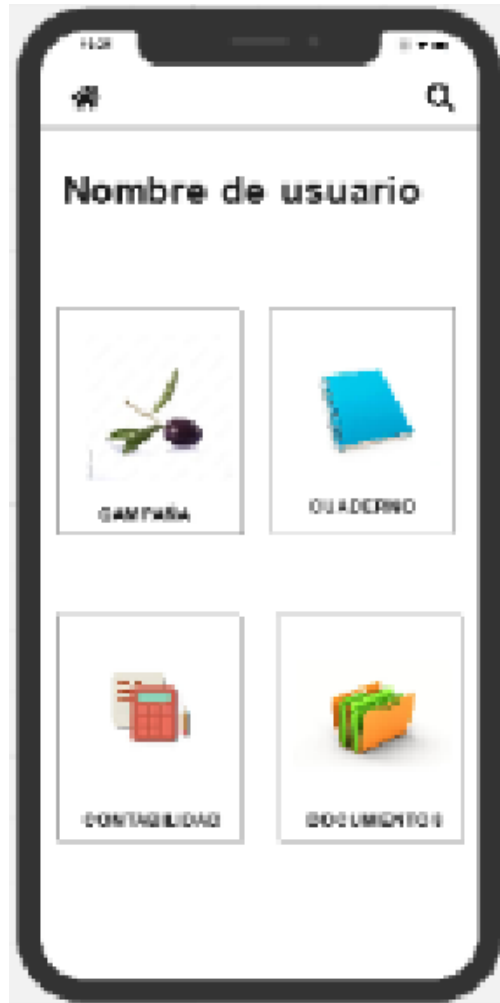 Nombre de usuario
CAMPAÑA
CUADERNO
CONTABILIDAD
DOCUMENTOS